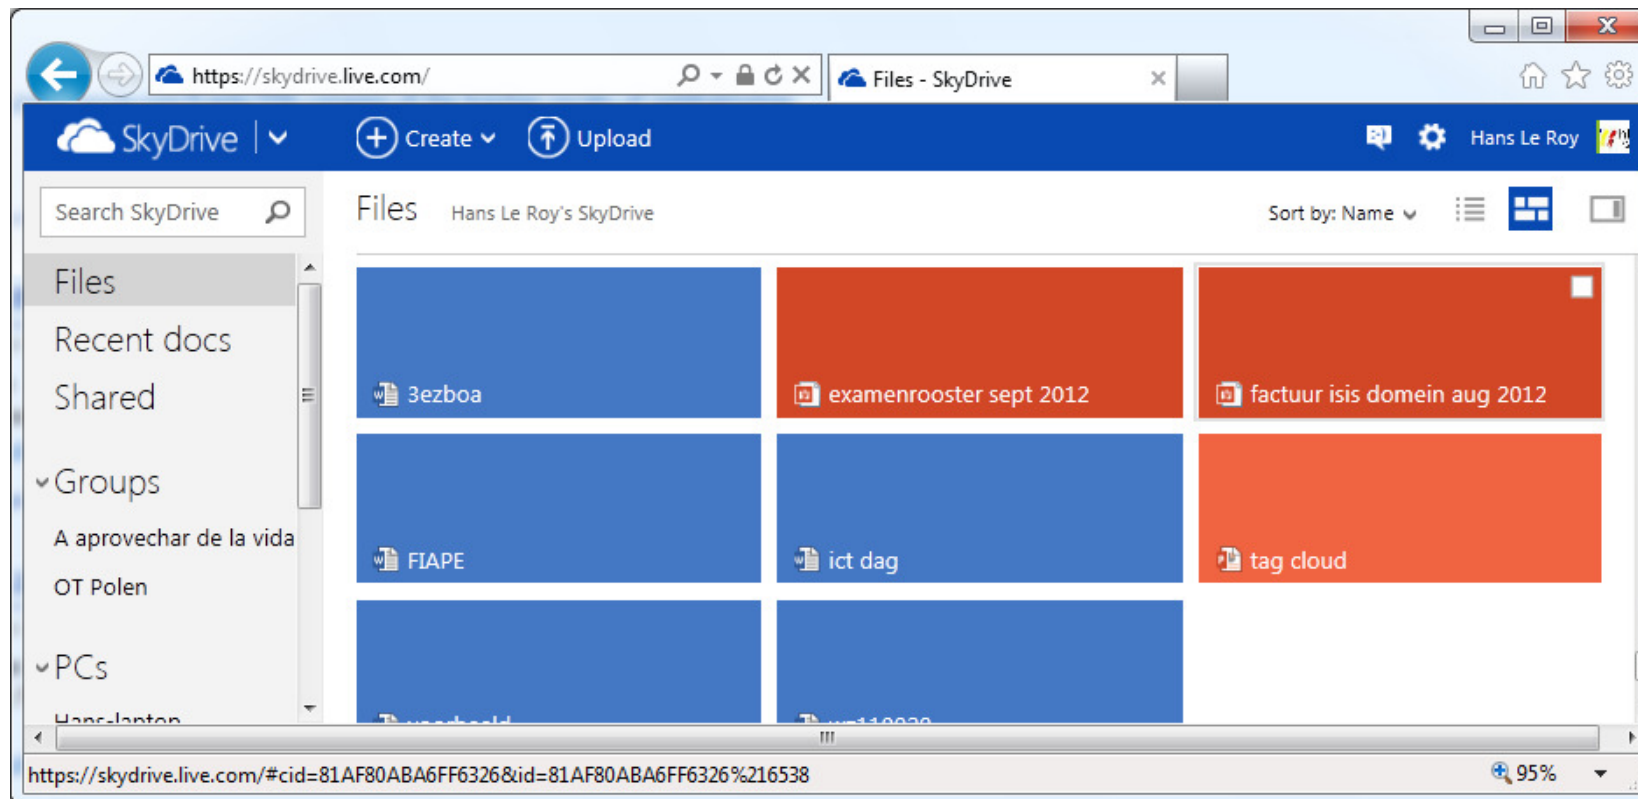 https://skydrive.live.com/
Files - SkyDrive
SkyDrive
Create
Upload
Hans Le Roy
Search SkyDrive
Files
Hans Le Roy's SkyDrive
Sort by: Name
Files
Recent docs
Shared
Groups
A aprovechar de la vida
OT Polen
PCs
Hans-laptop
3ezboa
examenrooster sept 2012
factuur isis domein aug 2012
FIAPE
ict dag
tag cloud
voorbeeld
https://skydrive.live.com/#cid=81AF80ABA6FF6326&id=81AF80ABA6FF6326%216538
95%